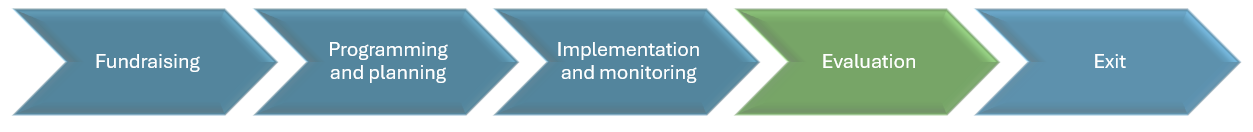 Fundraising
Programming
and planning
Implementation
and monitoring
Evaluation
Exit